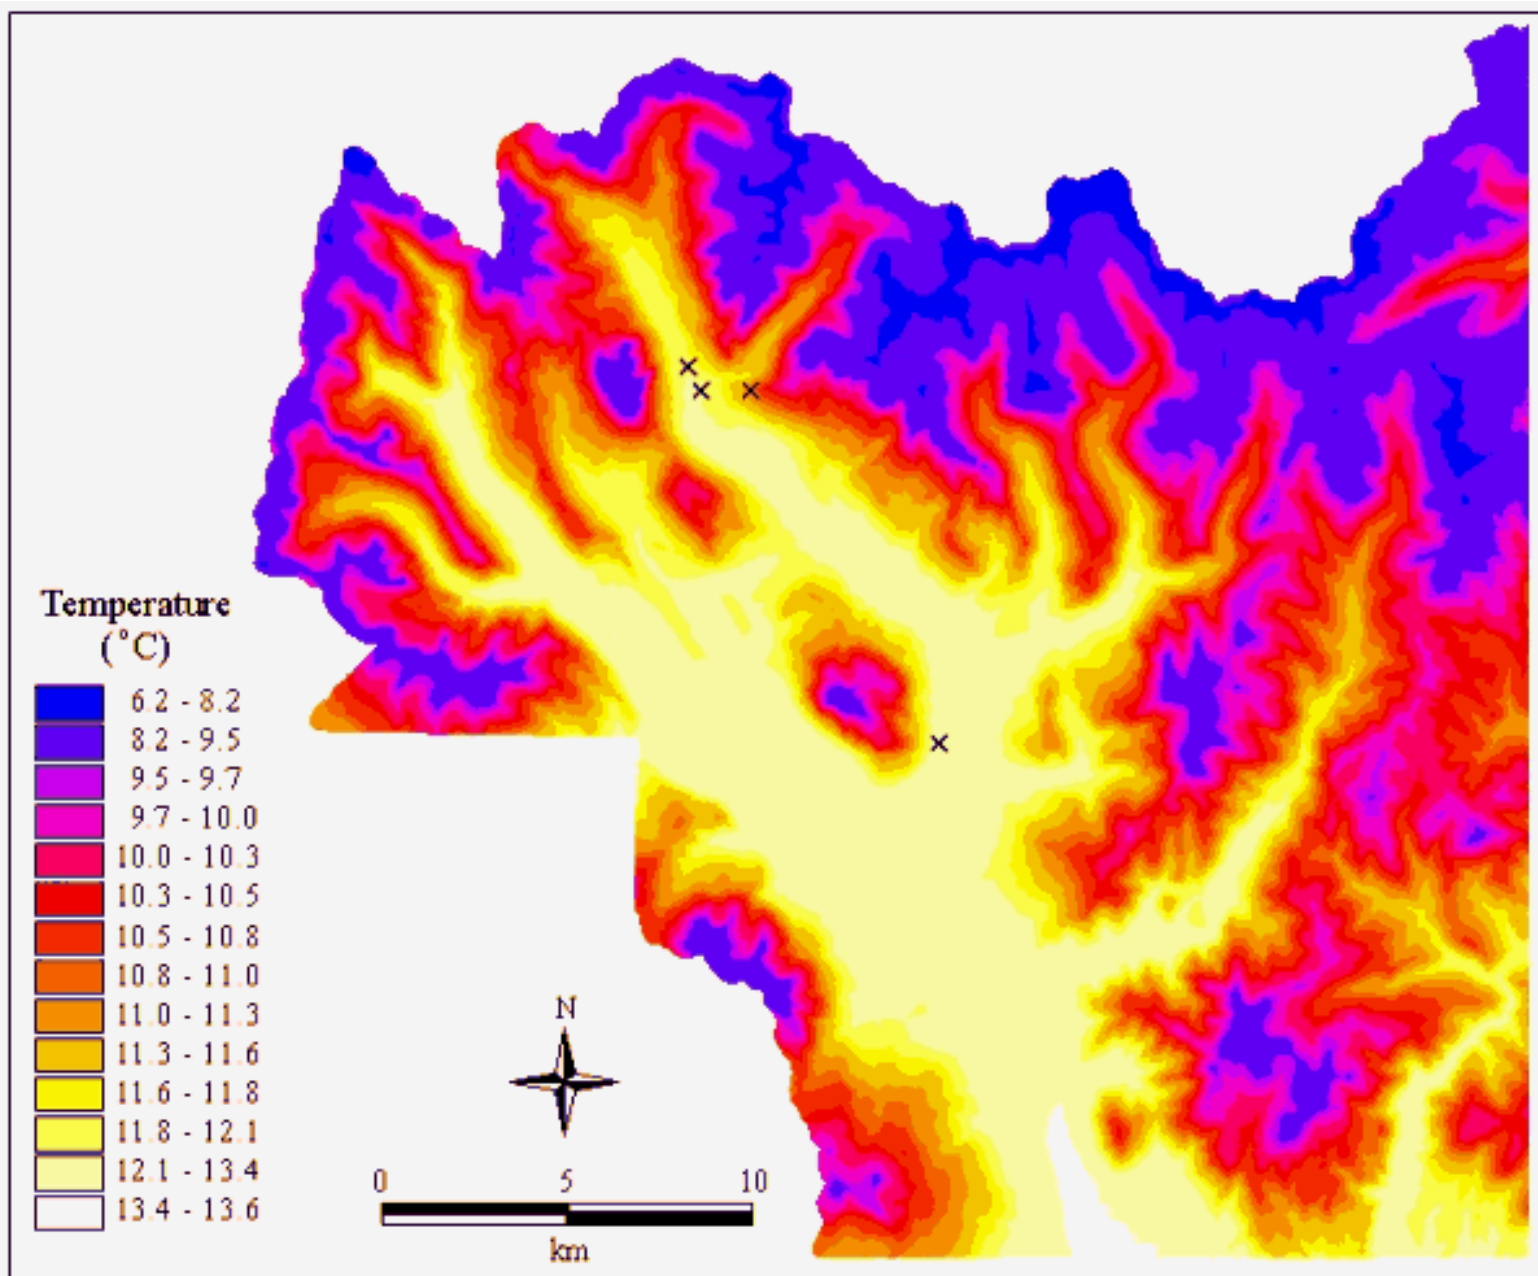 Temperature
(˚C)
6.2 - 8.2
8.2 - 9.5
9.5 - 9.7
9.7 - 10.0
10.0 - 10.3
10.3 - 10.5
10.5 - 10.8
10.8 - 11.0
11.0 - 11.3
11.3 - 11.6
11.6 - 11.8
11.8 - 12.1
12.1 - 13.4
13.4 - 13.6
N
0 5 10
km